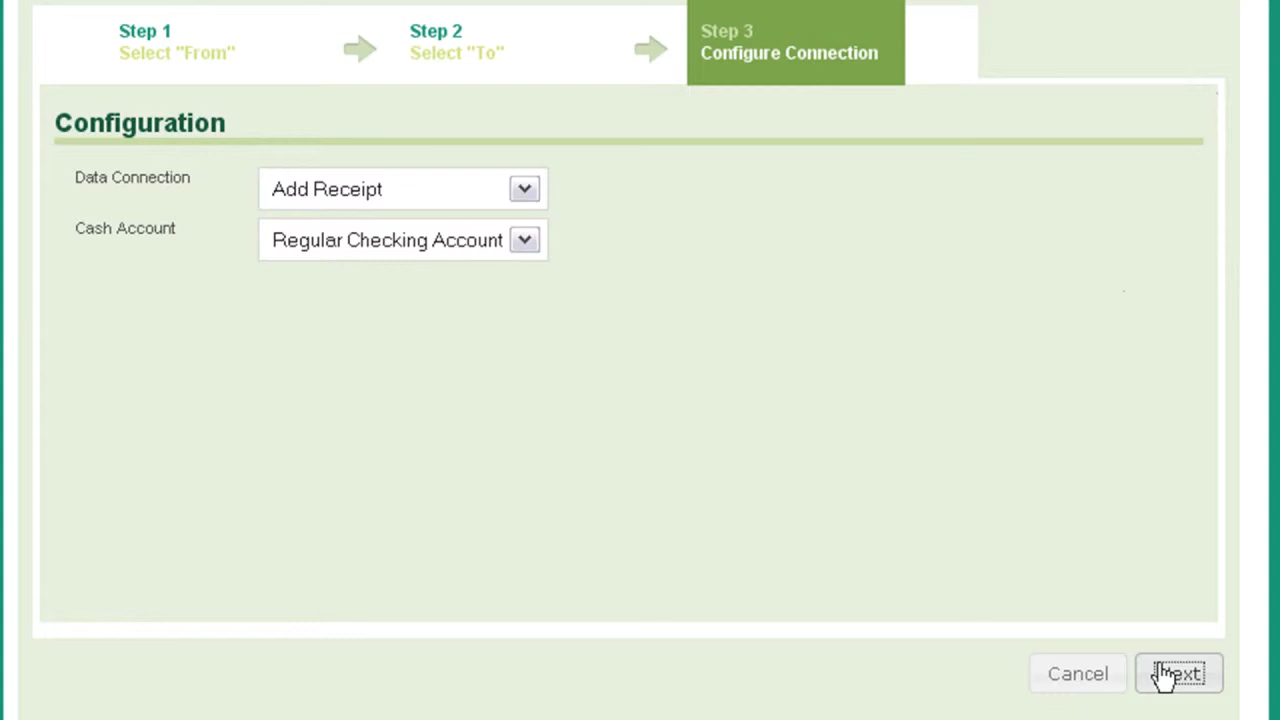 Step 1
Select "From"
Step 2
Select "To"
Step 3
Configure Connection
Configuration
Data Connection
Add Receipt
Cash Account
Regular Checking Account
Cancel